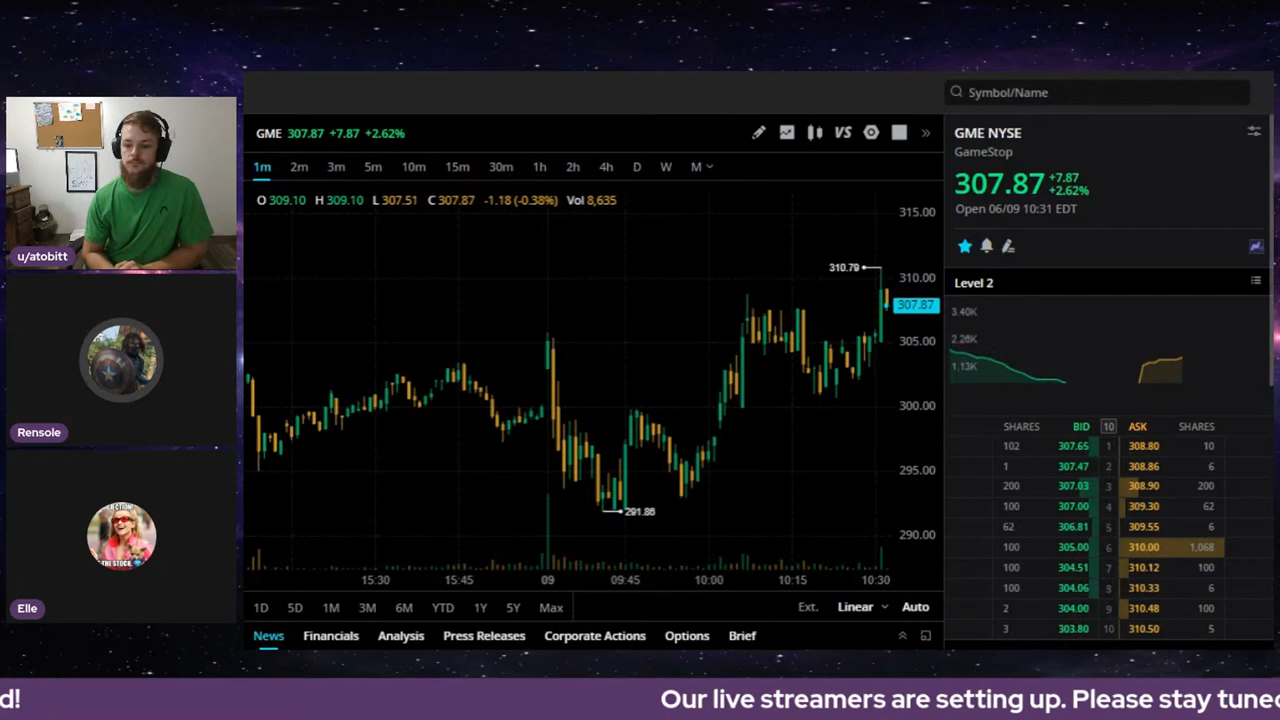 u/atobitt
Rensole
ACTION!
THE STOCK
Elle
GME 307.87 +7.87 +2.62%
VS
1m 2m 3m 5m 10m 15m 30m 1h 2h 4h D W M
O 309.10 H 309.10 L 307.51 C 307.87 -1.18 (-0.38%) Vol 8,635
315.00
310.79
310.00
307.87
305.00
300.00
295.00
291.86
290.00
15:30 15:45 09 09:45 10:00 10:15 10:30
1D 5D 1M 3M 6M YTD 1Y 5Y Max Ext. Linear Auto
News Financials Analysis Press Releases Corporate Actions Options Brief
Symbol/Name
GME NYSE
GameStop
307.87 +7.87
+2.62%
Open 06/09 10:31 EDT
Level 2
3.40K
2.26K
1.13K
SHARES BID 10 ASK SHARES
102 307.65 1 308.80 10
1 307.47 2 308.86 6
200 307.03 3 308.90 200
100 307.00 4 309.30 62
62 306.81 5 309.55 6
100 305.00 6 310.00 1,068
100 304.51 7 310.12 100
100 304.06 8 310.33 6
2 304.00 9 310.48 100
3 303.80 10 310.50 5
d! Our live streamers are setting up. Please stay tuned